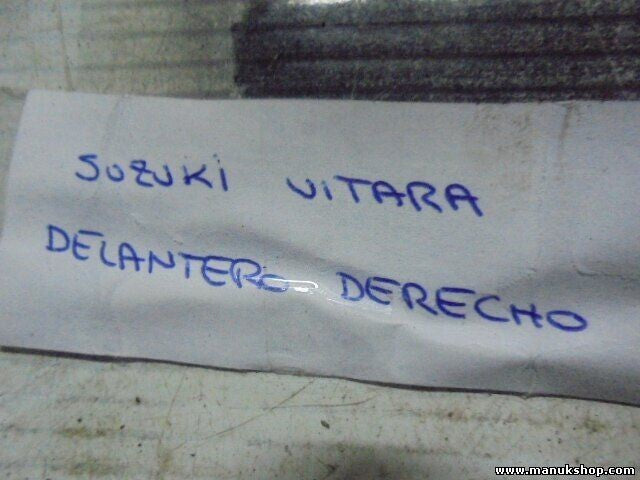 SUZUKI VITARA
DELANTERO DERECHO
www.manukshop.com